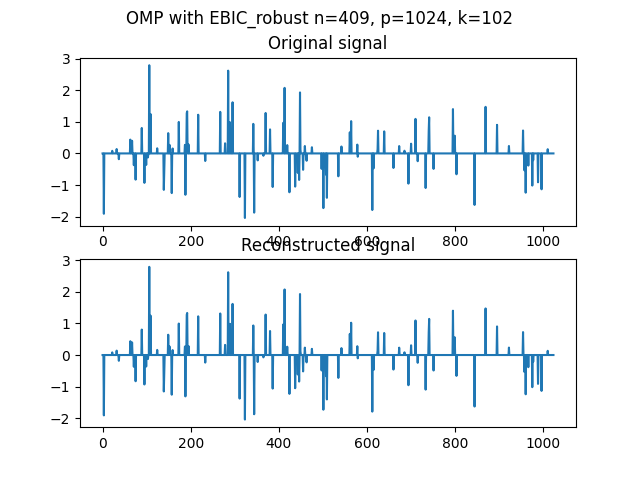 OMP with EBIC_robust n=409, p=1024, k=102
Original signal
3
2
1
0
−1
−2
0 200 400 600 800 1000
Reconstructed signal
3
2
1
0
−1
−2
0 200 400 600 800 1000